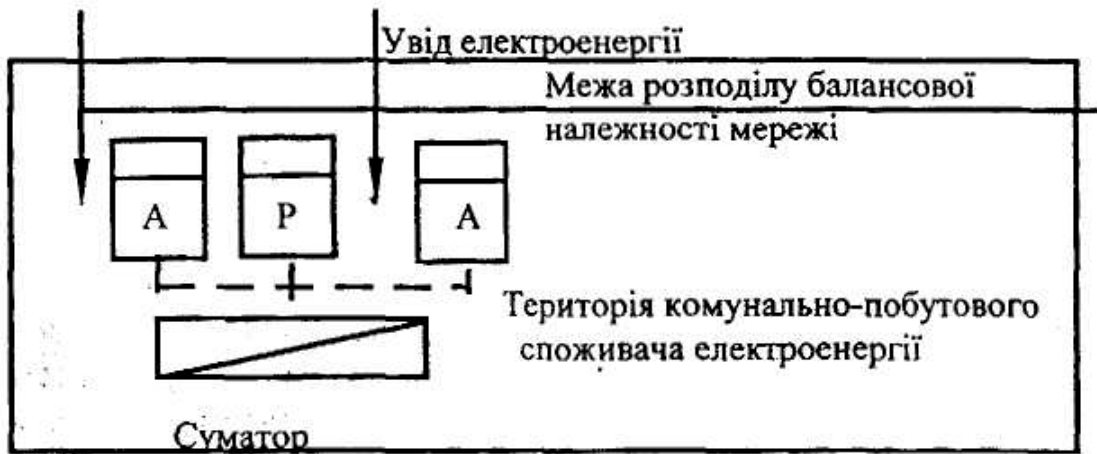 Увід електроенергії
Межа розподілу балансової
належності мережі
А
Р
А
Територія комунально-побутового
споживача електроенергії
Суматор